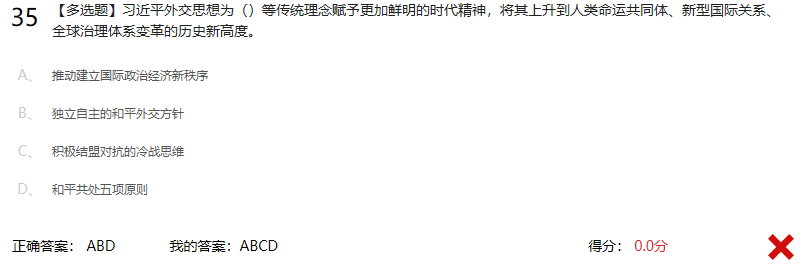 35 【多选题】习近平外交思想为（）等传统理念赋予更加鲜明的时代精神，将其上升到人类命运共同体、新型国际关系、
全球治理体系变革的历史新高度。
A、 推动建立国际政治经济新秩序
B、 独立自主的和平外交方针
C、 积极结盟对抗的冷战思维
D、 和平共处五项原则
正确答案： ABD 我的答案：ABCD 得分： 0.0分